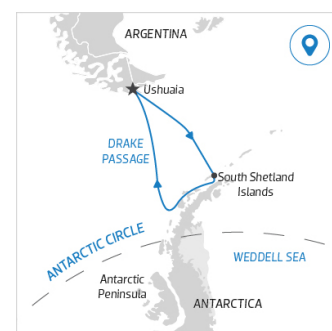 ARGENTINA
Ushuaia
DRAKE
PASSAGE
South Shetland
Islands
ANTARCTIC CIRCLE
WEDDELL SEA
Antarctic
Peninsula
ANTARCTICA